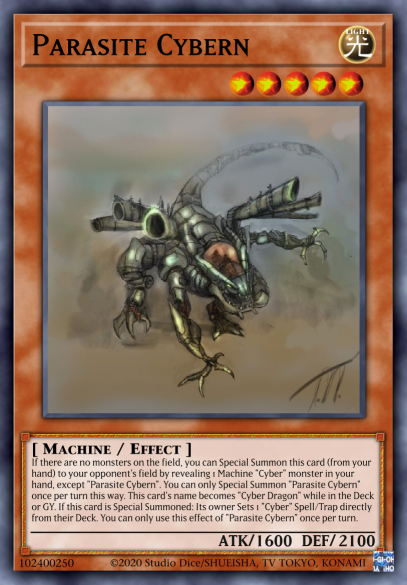 PARASITE CYBERN
LIGHT
光
[ MACHINE / EFFECT ]
If there are no monsters on the field, you can Special Summon this card (from your
hand) to your opponent's field by revealing 1 Machine "Cyber" monster in your
hand, except "Parasite Cybern". You can only Special Summon "Parasite Cybern"
once per turn this way. This card's name becomes "Cyber Dragon" while in the Deck
or GY. If this card is Special Summoned: Its owner Sets 1 "Cyber" Spell/Trap directly
from their Deck. You can only use this effect of "Parasite Cybern" once per turn.
ATK/1600 DEF/2100
102400250 ©2020 Studio Dice/SHUEISHA, TV TOKYO, KONAMI